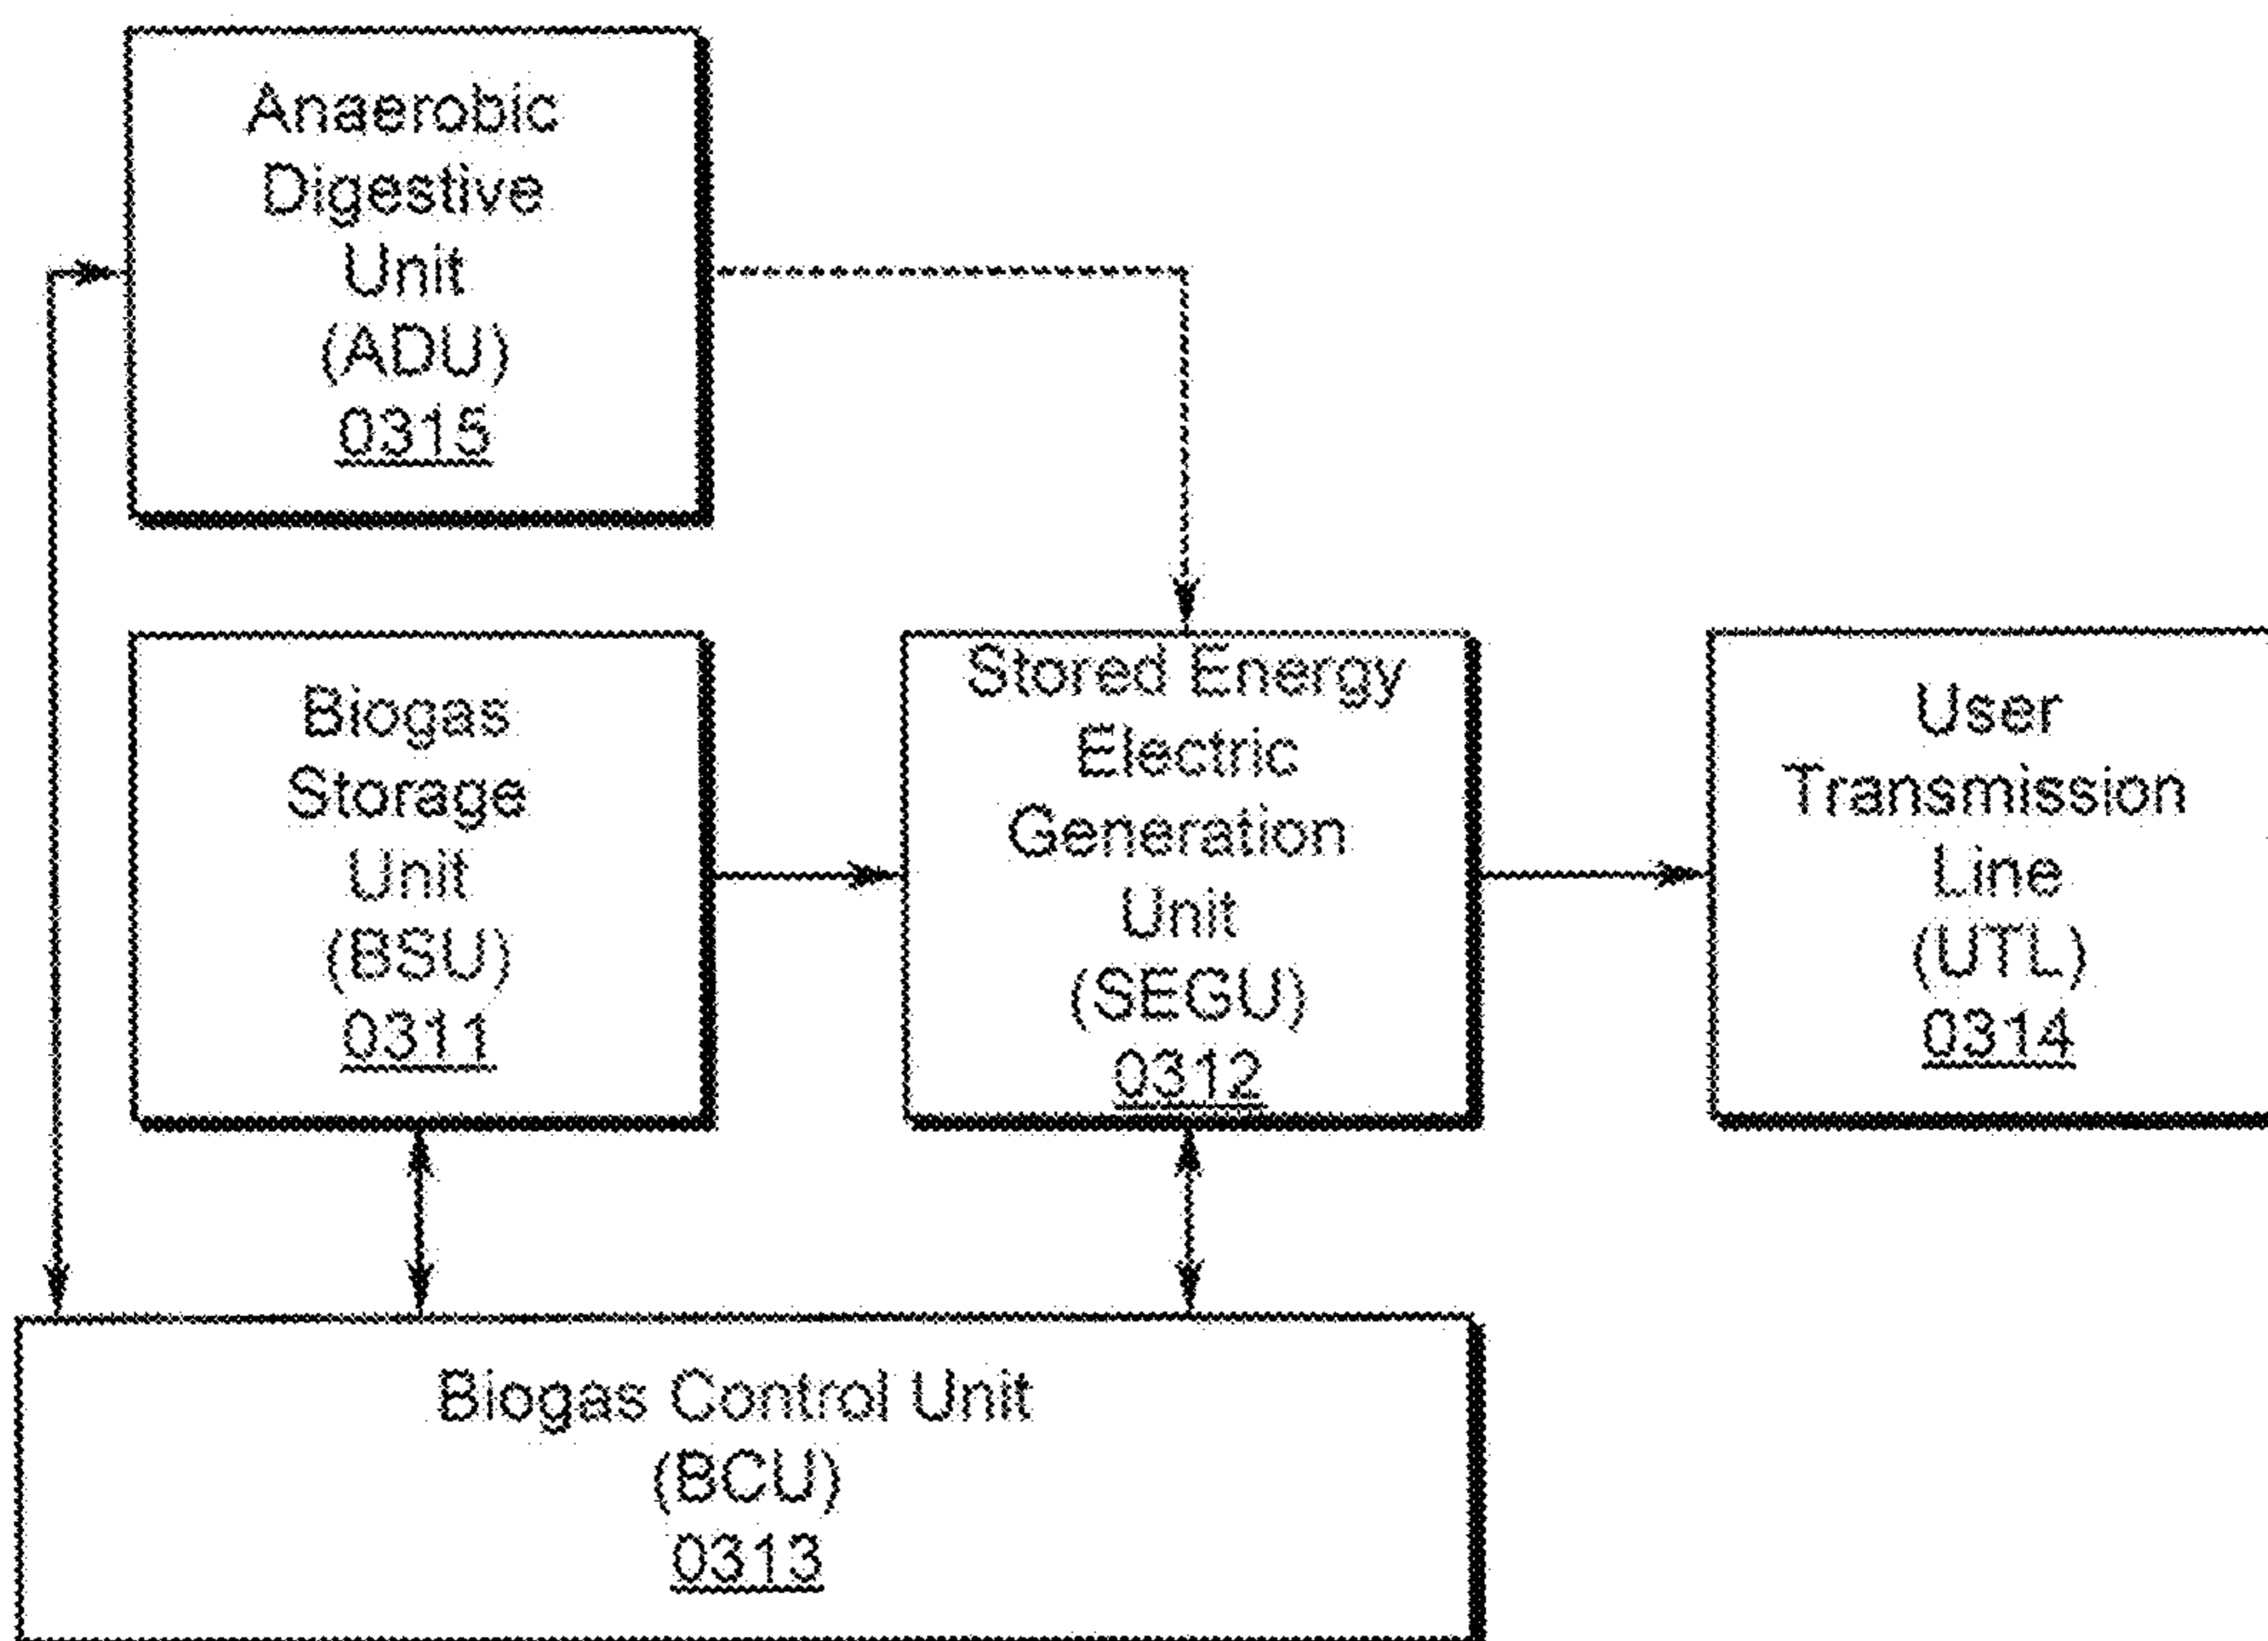 Anaerobic
Digestive
Unit
(ADU)
0315
Biogas
Storage
Unit
(BSU)
0311
Stored Energy
Electric
Generation
Unit
(SEGU)
0312
User
Transmission
Line
(UTL)
0314
Biogas Control Unit
(BCU)
0313